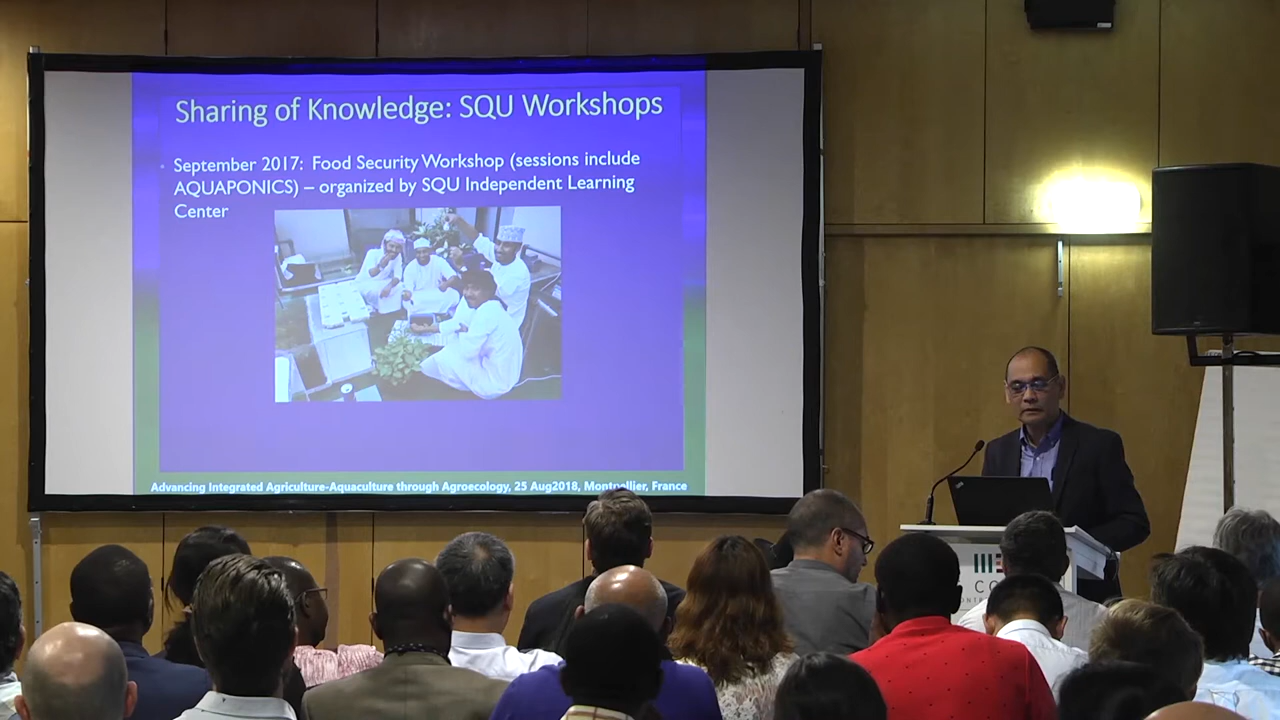 Sharing of Knowledge: SQU Workshops
September 2017: Food Security Workshop (sessions include
AQUAPONICS) – organized by SQU Independent Learning
Center
Advancing Integrated Agriculture-Aquaculture through Agroecology, 25 Aug2018, Montpellier, France